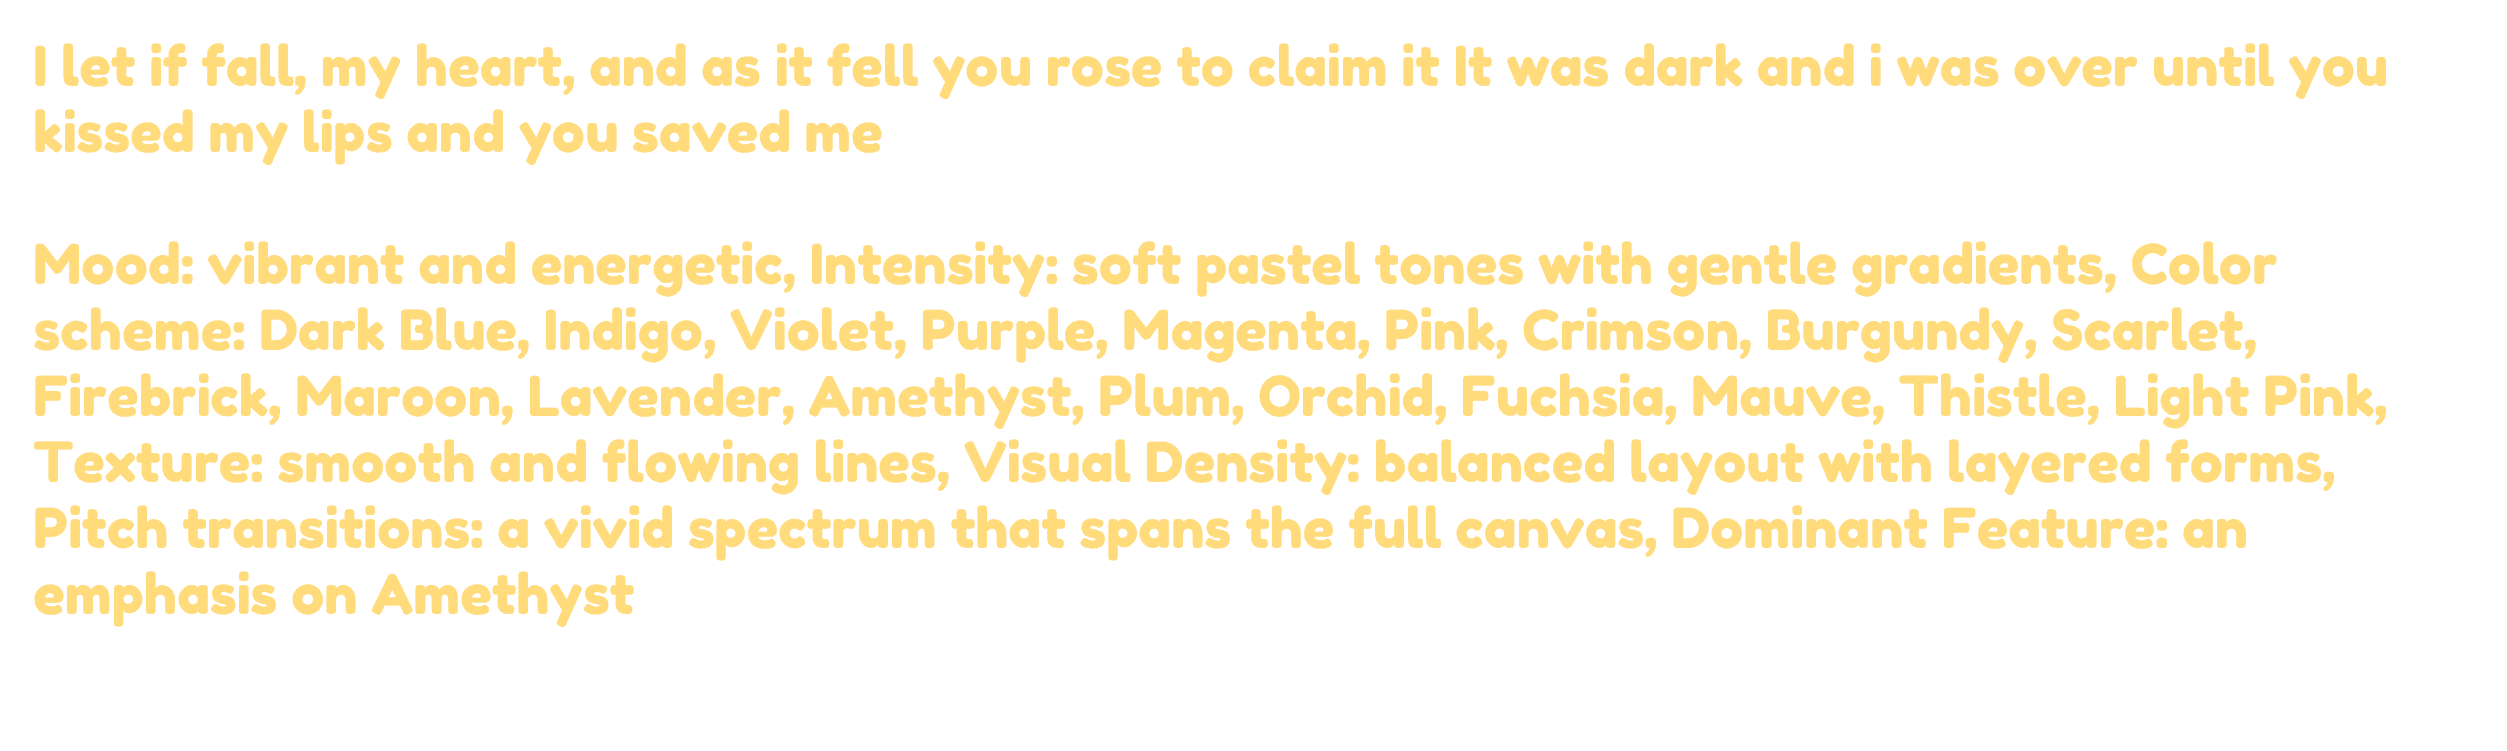 I let if fall, my heart and as it fell you rose to claim it It was dark and i was over until you
kissed my lips and you saved me
Mood: vibrant and energetic, Intensity: soft pastel tones with gentle gradients, Color
schemes: Dark Blue, Indigo, Violet, Purple, Magenta, Pink, Crimson, Burgundy, Scarlet,
Firebrick, Maroon, Lavender, Amethyst, Plum, Orchid, Fuchsia, Mauve, Thistle, Light Pink,
Texture: smooth and flowing lines, Visual Density: balanced layout with layered forms,
Pitch transitions: a vivid spectrum that spans the full canvas, Dominant Feature: an
emphasis on Amethyst